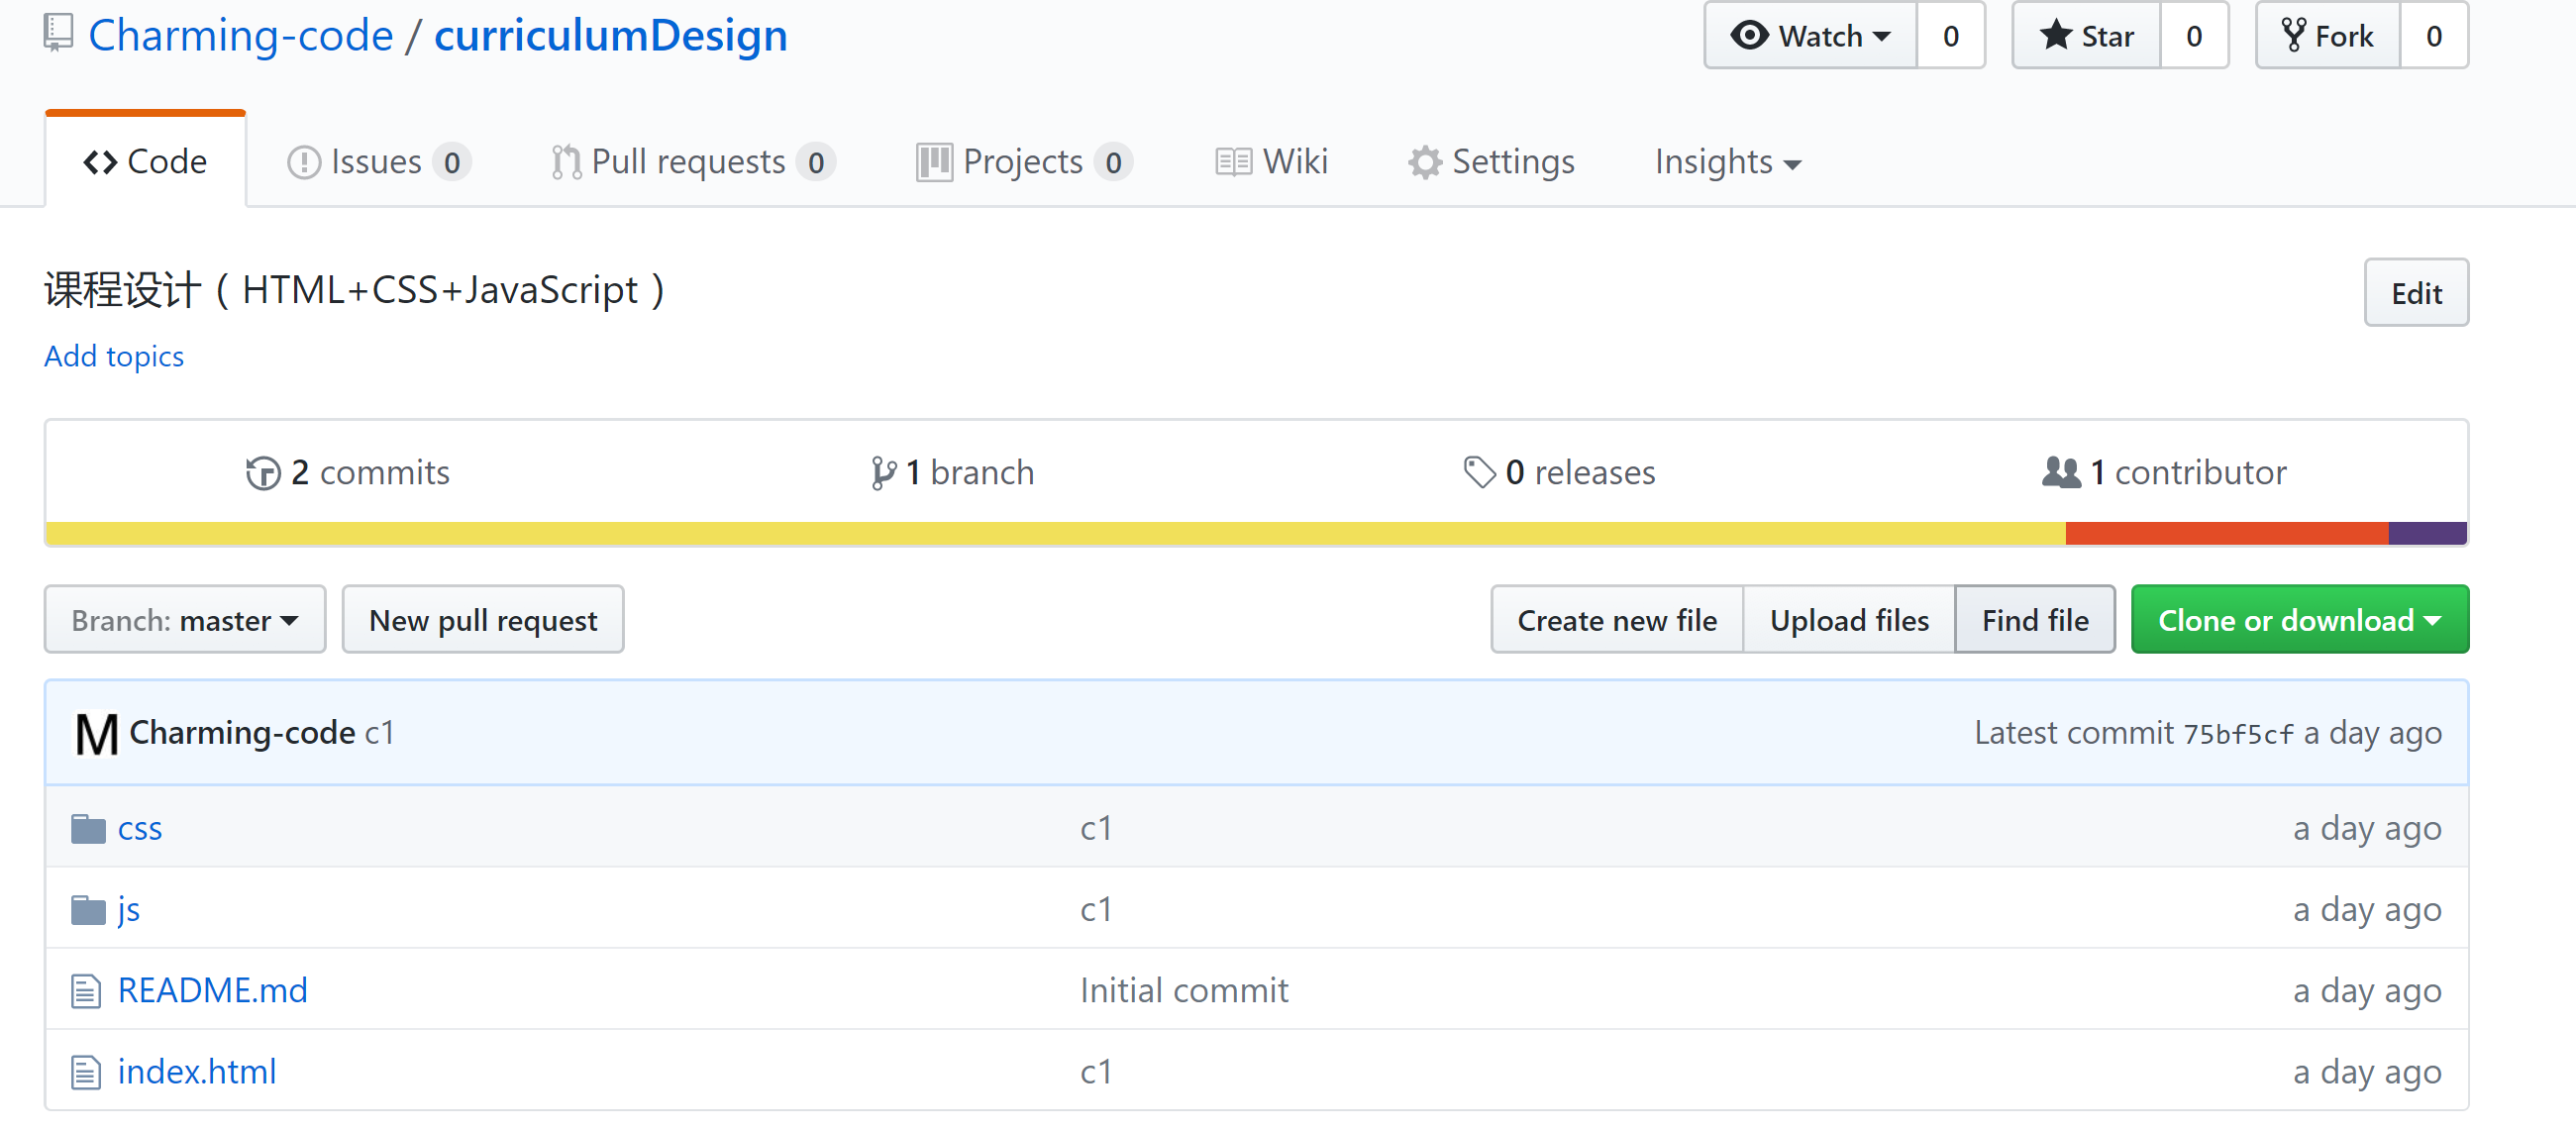 Charming-code / curriculumDesign Watch 0 Star 0 Fork 0
Code Issues 0 Pull requests 0 Projects 0 Wiki Settings Insights
课程设计（HTML+CSS+JavaScript） Edit
Add topics
2 commits 1 branch 0 releases 1 contributor
Branch: master New pull request Create new file Upload files Find file Clone or download
M Charming-code c1 Latest commit 75bf5cf a day ago
css c1 a day ago
js c1 a day ago
README.md Initial commit a day ago
index.html c1 a day ago